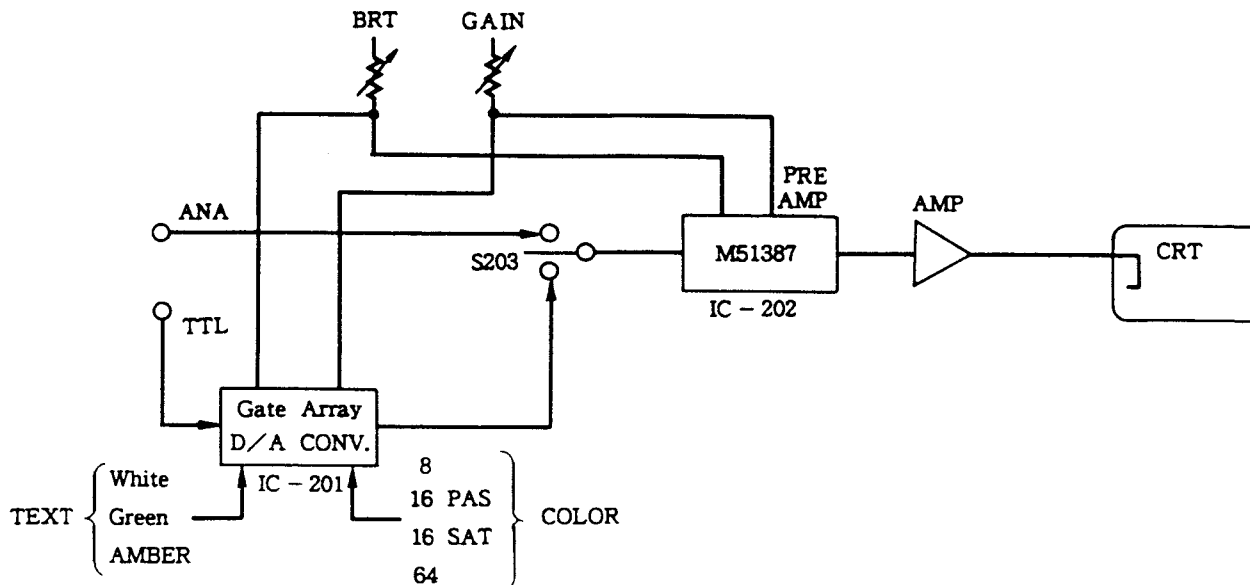 BRT
GAIN
ANA
PRE
AMP
AMP
S203
M51387
CRT
IC-202
TTL
Gate Array
D/A CONV.
IC-201
TEXT
White
Green
AMBER
8
16 PAS
16 SAT
64
COLOR